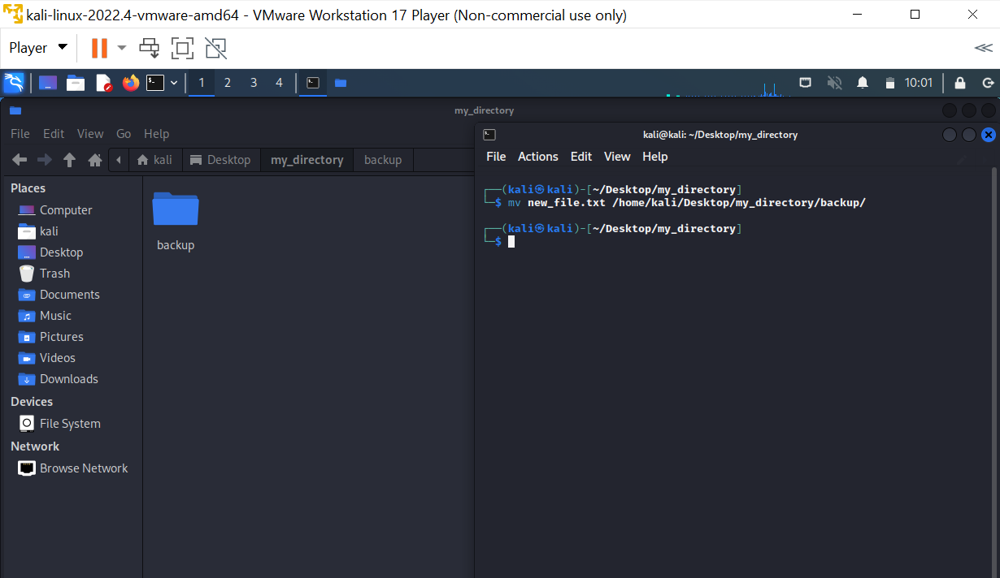 kali-linux-2022.4-vmware-amd64 - VMware Workstation 17 Player (Non-commercial use only)
Player
1 2 3 4 10:01
my_directory
File Edit View Go Help
kali Desktop my_directory backup
Places
Computer
kali
Desktop
Trash
Documents
Music
Pictures
Videos
Downloads
Devices
File System
Network
Browse Network
backup
kali@kali: ~/Desktop/my_directory
File Actions Edit View Help
┌──(kali㉿kali)-[~/Desktop/my_directory]
└─$ mv new_file.txt /home/kali/Desktop/my_directory/backup/
┌──(kali㉿kali)-[~/Desktop/my_directory]
└─$